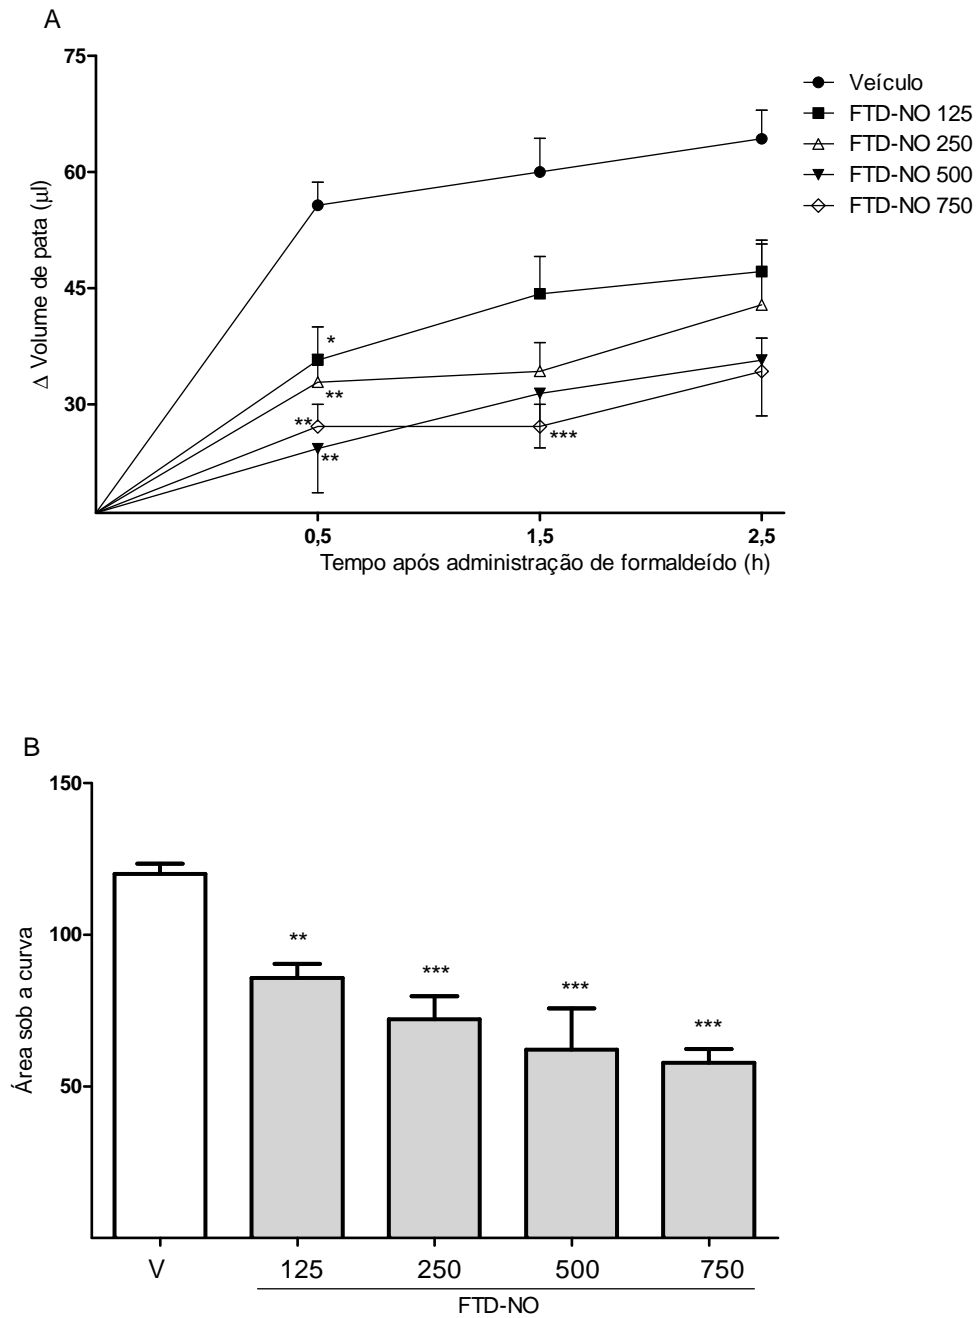 A
75
60
45
30
Δ Volume de pata (µl)
Veículo
FTD-NO 125
FTD-NO 250
FTD-NO 500
FTD-NO 750
*
**
**
**
***
0,5 1,5 2,5
Tempo após administração de formaldeído (h)
B
150
100
50
Área sob a curva
**
***
***
***
V 125 250 500 750
FTD-NO